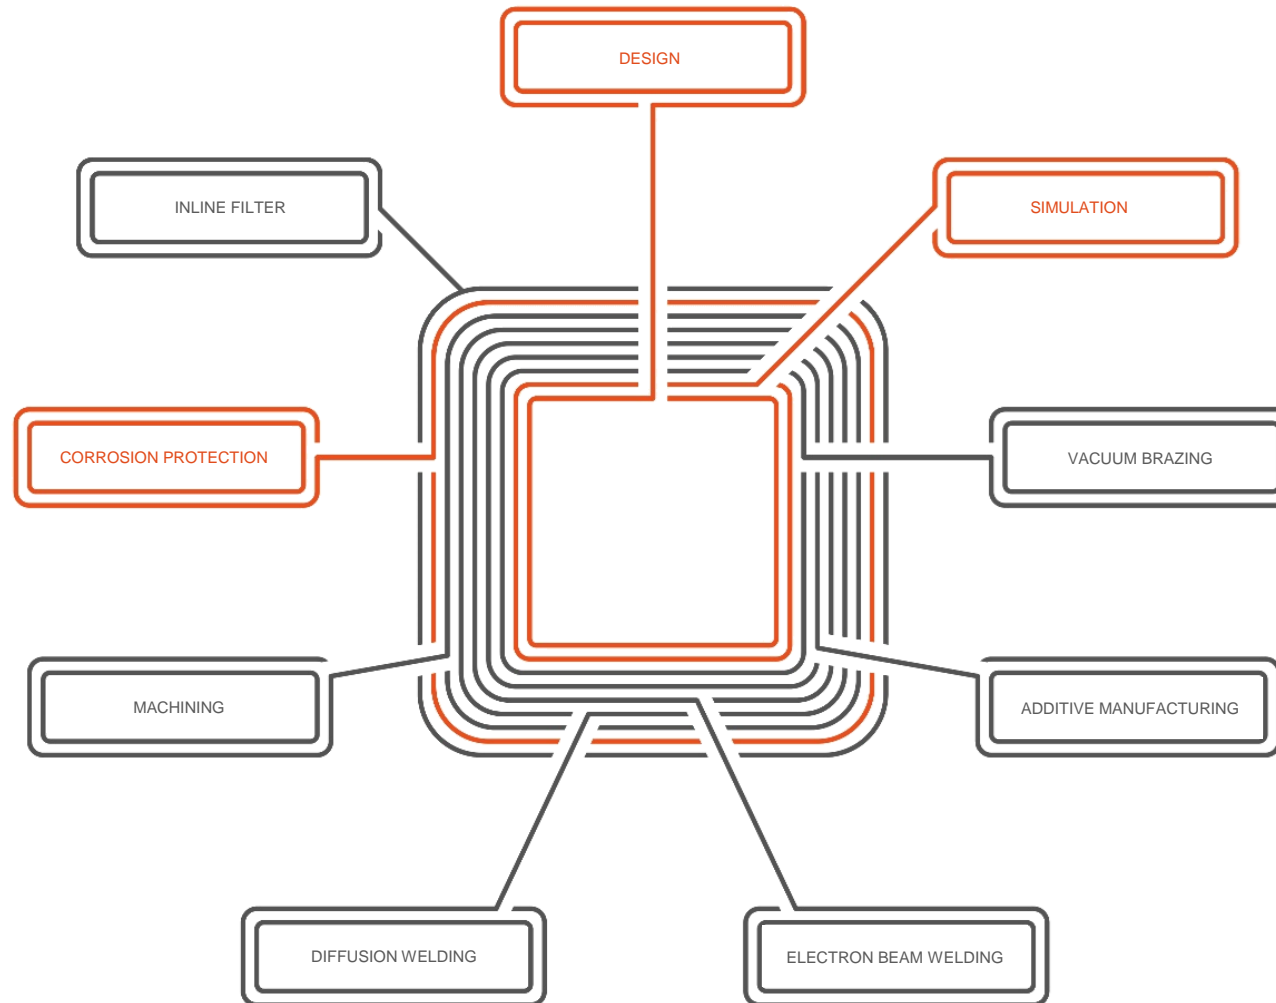 DESIGN
INLINE FILTER
SIMULATION
CORROSION PROTECTION
VACUUM BRAZING
MACHINING
ADDITIVE MANUFACTURING
DIFFUSION WELDING
ELECTRON BEAM WELDING